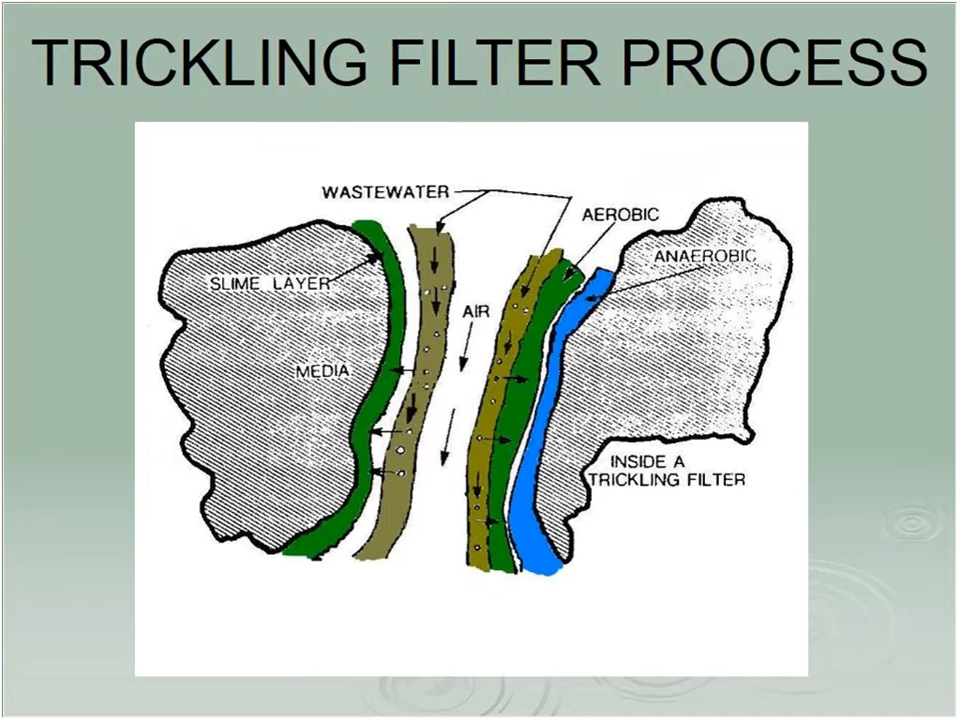 TRICKLING FILTER PROCESS
WASTEWATER
AEROBIC
ANAEROBIC
SLIME LAYER
AIR
MEDIA
INSIDE A
TRICKLING FILTER